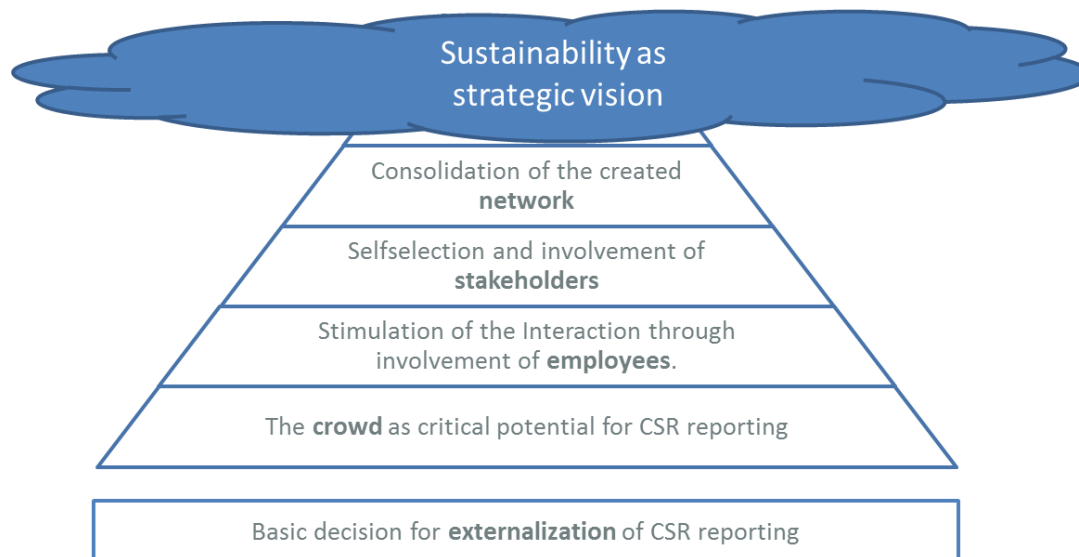 Sustainability as
strategic vision
Consolidation of the created
network
Selfselection and involvement of
stakeholders
Stimulation of the Interaction through
involvement of employees.
The crowd as critical potential for CSR reporting
Basic decision for externalization of CSR reporting